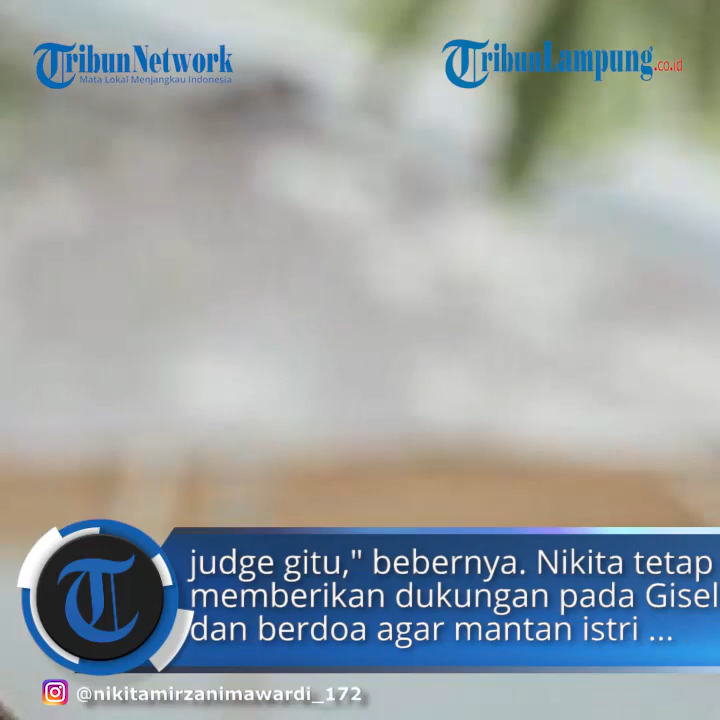 TribunNetwork
Mata Lokal Menjangkau Indonesia
TribunLampung.co.id
judge gitu," bebernya. Nikita tetap
memberikan dukungan pada Gisel
dan berdoa agar mantan istri ...
@nikitamirzanimawardi_172